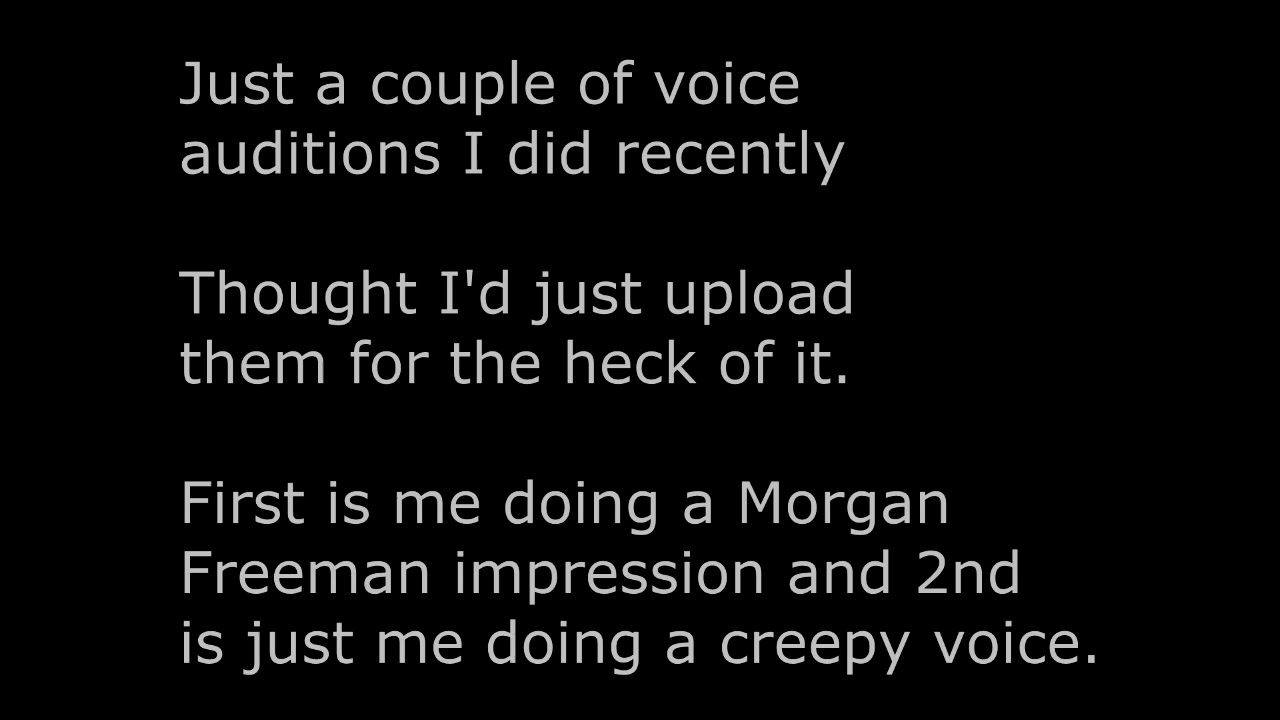 Just a couple of voice
auditions I did recently
Thought I'd just upload
them for the heck of it.
First is me doing a Morgan
Freeman impression and 2nd
is just me doing a creepy voice.